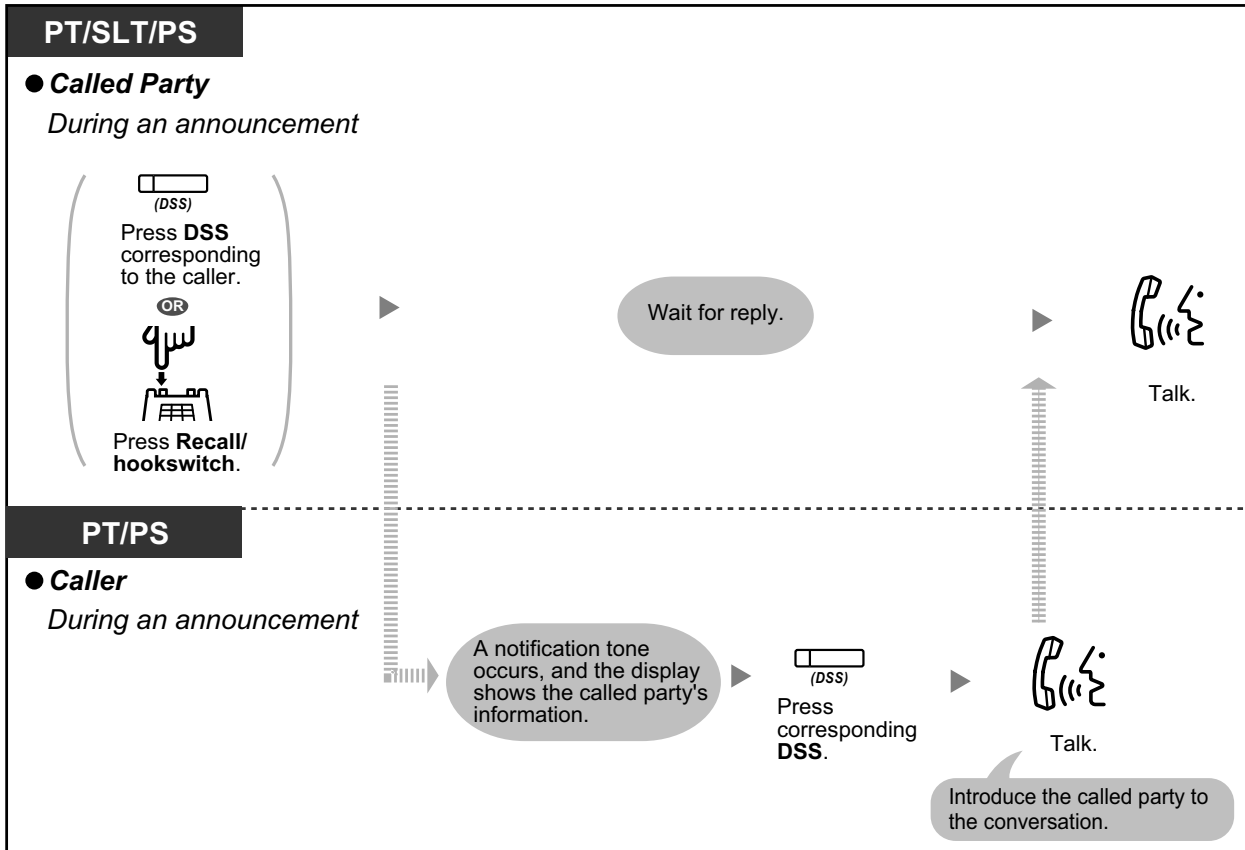 PT/SLT/PS
● Called Party
During an announcement
(DSS)
Press DSS
corresponding
to the caller.
OR
Press Recall/
hookswitch.
Wait for reply.
Talk.
PT/PS
● Caller
During an announcement
A notification tone
occurs, and the display
shows the called party's
information.
(DSS)
Press
corresponding
DSS.
Talk.
Introduce the called party to
the conversation.